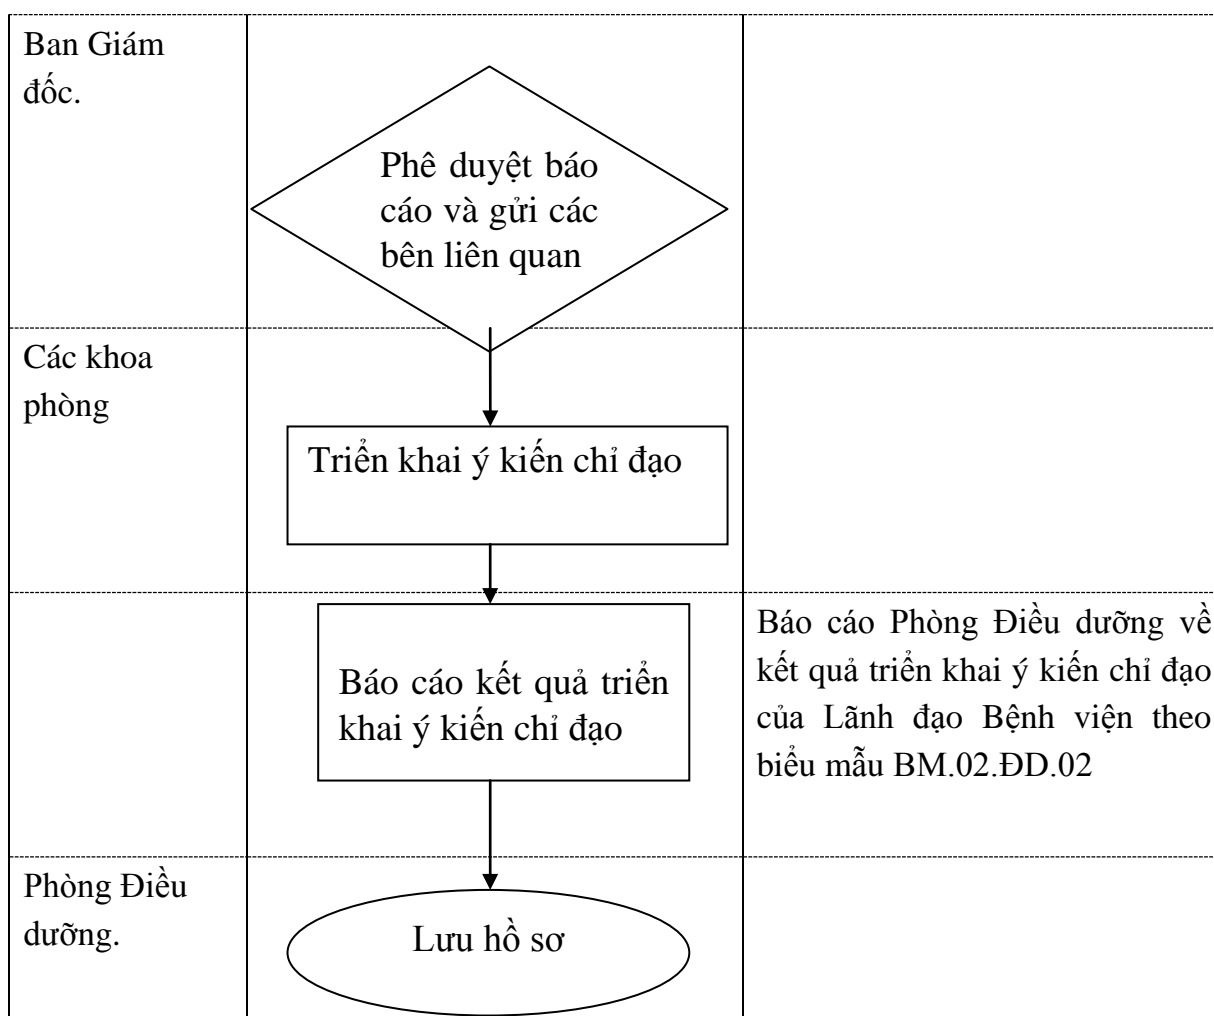 Ban Giám
đốc.
Phê duyệt báo
cáo và gửi các
bên liên quan
Các khoa
phòng
Triển khai ý kiến chỉ đạo
Báo cáo kết quả triển
khai ý kiến chỉ đạo
Báo cáo Phòng Điều dưỡng về
kết quả triển khai ý kiến chỉ đạo
của Lãnh đạo Bệnh viện theo
biểu mẫu BM.02.ĐD.02
Phòng Điều
dưỡng.
Lưu hồ sơ